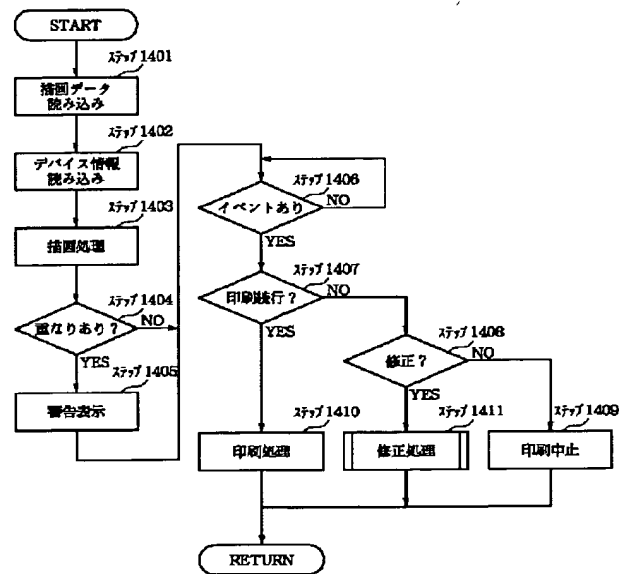 START
ステップ1401
描画データ
読み込み
ステップ1402
デバイス情報
読み込み
ステップ1403
描画処理
ステップ1404
重なりあり？
NO
YES
ステップ1405
警告表示
ステップ1406
イベントあり
NO
YES
ステップ1407
印刷続行？
NO
YES
ステップ1408
修正？
NO
YES
ステップ1410
印刷処理
ステップ1411
修正処理
ステップ1409
印刷中止
RETURN